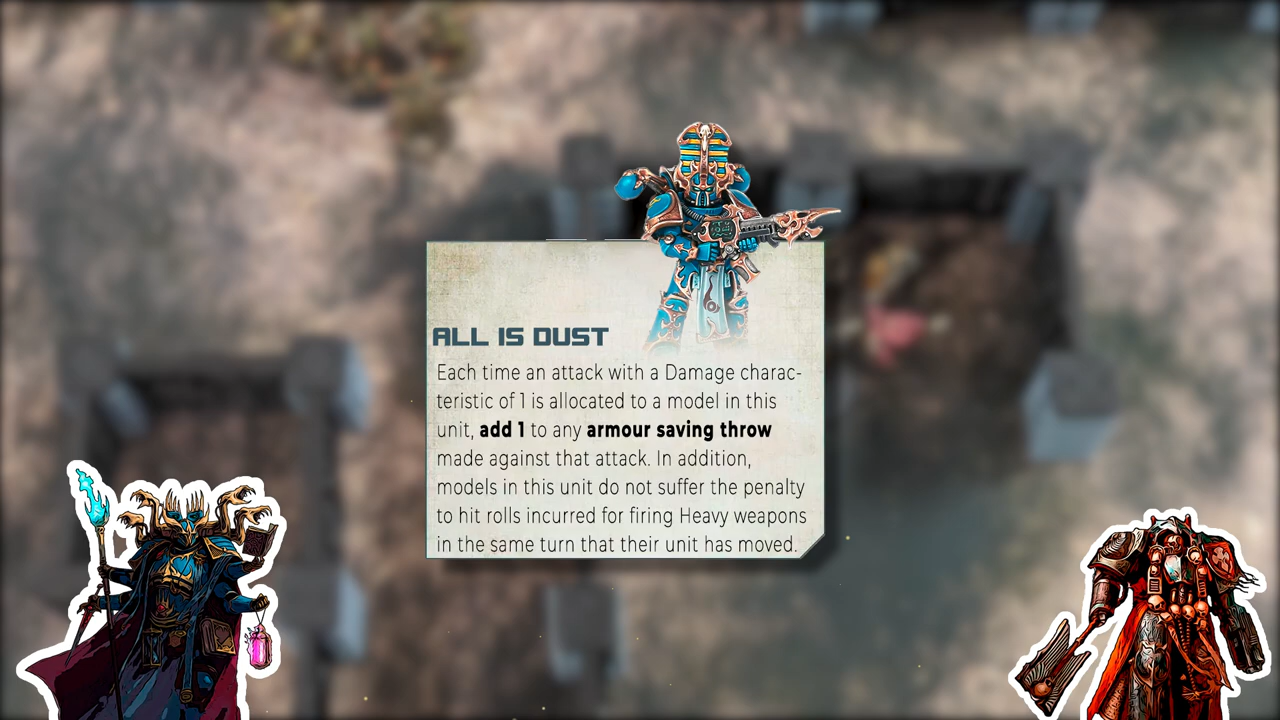 ALL IS DUST
Each time an attack with a Damage charac-
teristic of 1 is allocated to a model in this
unit, add 1 to any armour saving throw
made against that attack. In addition,
models in this unit do not suffer the penalty
to hit rolls incurred for firing Heavy weapons
in the same turn that their unit has moved.